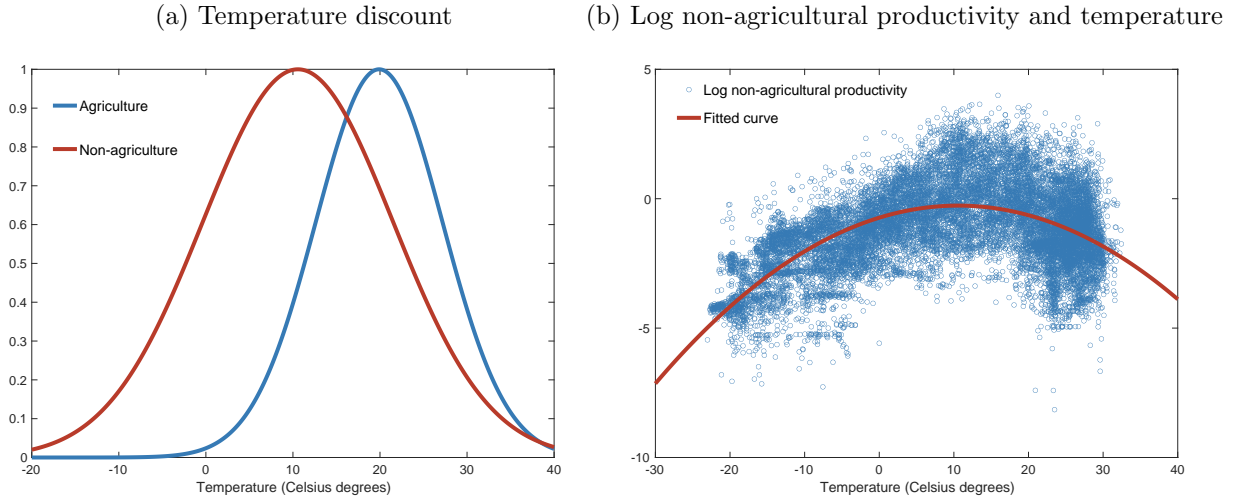 (a) Temperature discount
1
0.9
0.8
0.7
0.6
0.5
0.4
0.3
0.2
0.1
0
Agriculture
Non-agriculture
-20 -10 0 10 20 30 40
Temperature (Celsius degrees)
(b) Log non-agricultural productivity and temperature
5
0
-5
-10
Log non-agricultural productivity
Fitted curve
-30 -20 -10 0 10 20 30 40
Temperature (Celsius degrees)